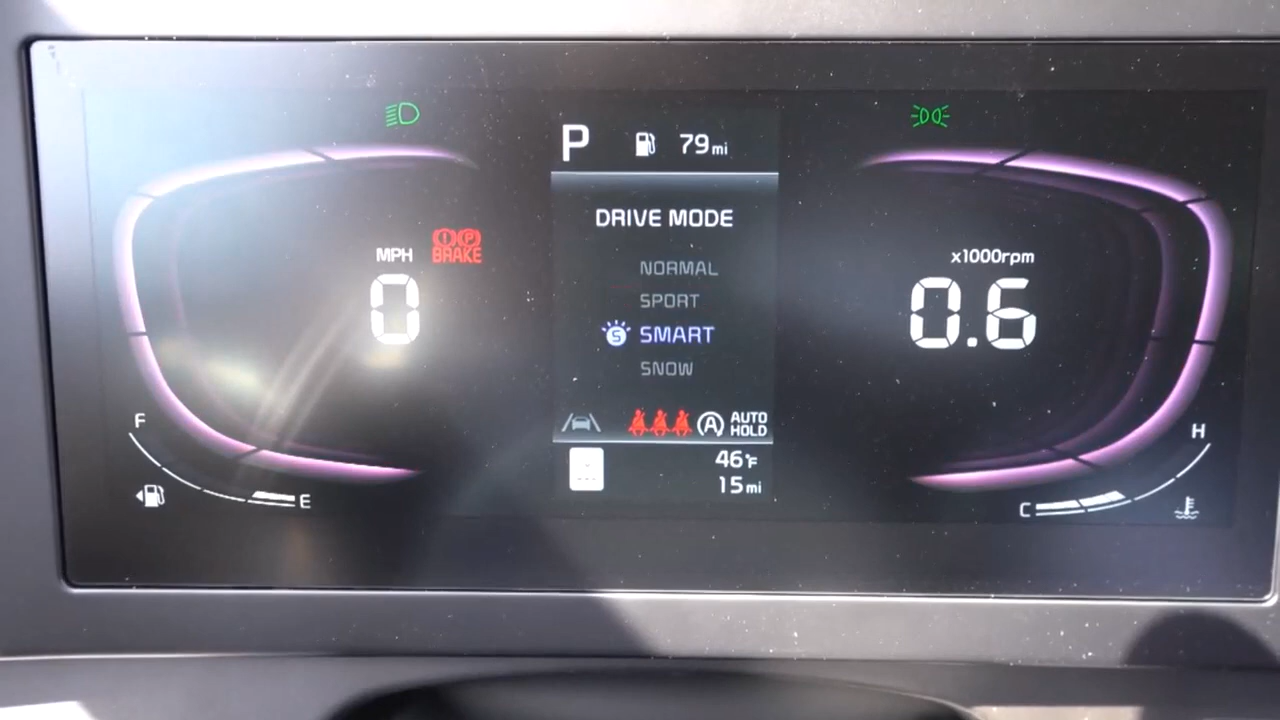 P 79mi
DRIVE MODE
MPH
BRAKE
0
NORMAL
SPORT
S SMART
SNOW
x1000rpm
0.6
F
E
A AUTO HOLD
46°F
15mi
H
C